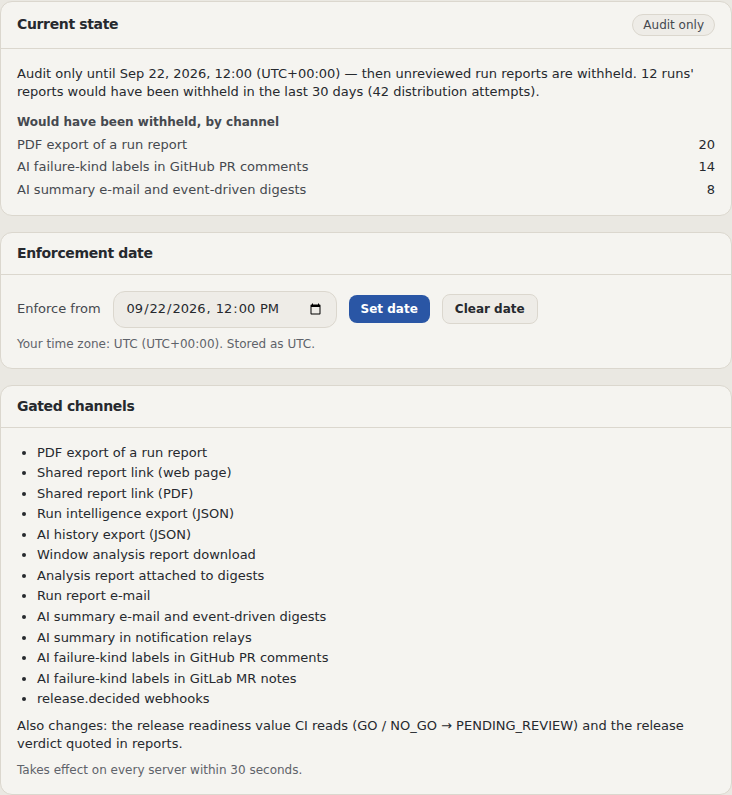 Current state
Audit only
Audit only until Sep 22, 2026, 12:00 (UTC+00:00) — then unreviewed run reports are withheld. 12 runs'
reports would have been withheld in the last 30 days (42 distribution attempts).
Would have been withheld, by channel
PDF export of a run report 20
AI failure-kind labels in GitHub PR comments 14
AI summary e-mail and event-driven digests 8
Enforcement date
Enforce from 09/22/2026, 12:00 PM Set date Clear date
Your time zone: UTC (UTC+00:00). Stored as UTC.
Gated channels
• PDF export of a run report
• Shared report link (web page)
• Shared report link (PDF)
• Run intelligence export (JSON)
• AI history export (JSON)
• Window analysis report download
• Analysis report attached to digests
• Run report e-mail
• AI summary e-mail and event-driven digests
• AI summary in notification relays
• AI failure-kind labels in GitHub PR comments
• AI failure-kind labels in GitLab MR notes
• release.decided webhooks
Also changes: the release readiness value CI reads (GO / NO_GO → PENDING_REVIEW) and the release
verdict quoted in reports.
Takes effect on every server within 30 seconds.